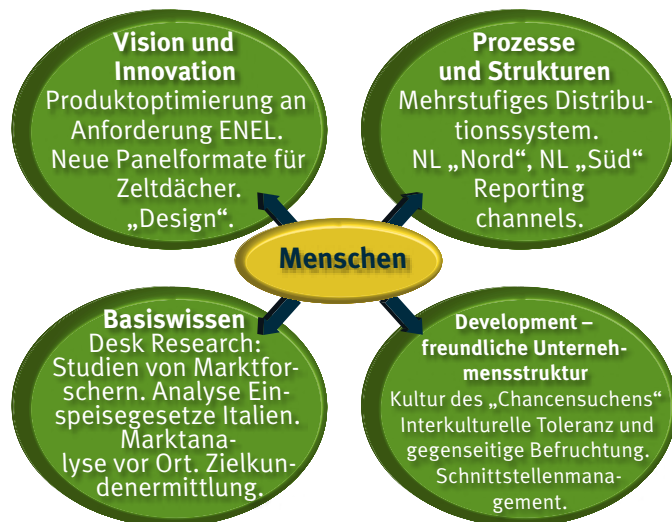 Vision und
Innovation
Produktoptimierung an
Anforderung ENEL.
Neue Panelformate für
Zeltdächer.
„Design“.
Prozesse
und Strukturen
Mehrstufiges Distribu-
tionssystem.
NL „Nord“, NL „Süd“
Reporting
channels.
Menschen
Basiswissen
Desk Research:
Studien von Marktfor-
schern. Analyse Ein-
speisegesetze Italien.
Marktana-
lyse vor Ort. Zielkun-
denermittlung.
Development –
freundliche Unterneh-
mensstruktur
Kultur des „Chancensuchens“
Interkulturelle Toleranz und
gegenseitige Befruchtung.
Schnittstellenmana-
gement.